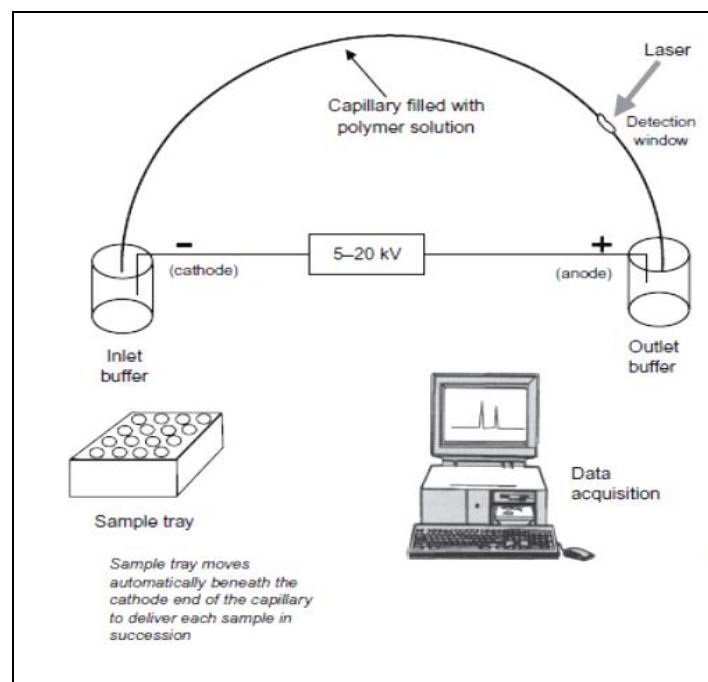 Laser
Capillary filled with
polymer solution
Detection
window
−
+
5–20 kV
(cathode)
(anode)
Inlet
buffer
Outlet
buffer
Data
acquisition
Sample tray
Sample tray moves
automatically beneath the
cathode end of the capillary
to deliver each sample in
succession